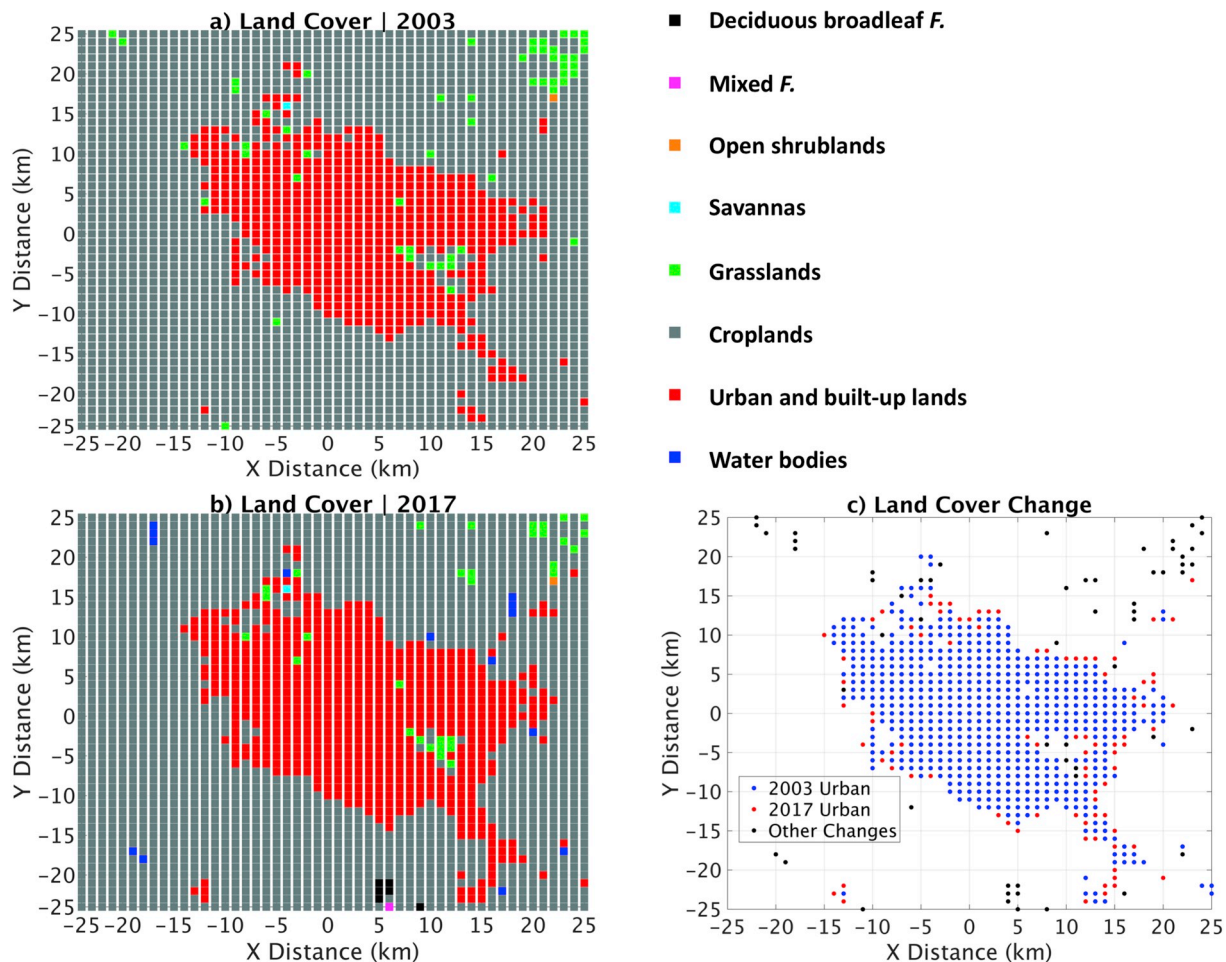 a) Land Cover | 2003
25
20
15
10
5
0
−5
−10
−15
−20
−25
Y Distance (km)
−25 −20 −15 −10 −5 0 5 10 15 20 25
X Distance (km)
Deciduous broadleaf F.
Mixed F.
Open shrublands
Savannas
Grasslands
Croplands
Urban and built-up lands
Water bodies
b) Land Cover | 2017
25
20
15
10
5
0
−5
−10
−15
−20
−25
Y Distance (km)
−25 −20 −15 −10 −5 0 5 10 15 20 25
X Distance (km)
c) Land Cover Change
25
20
15
10
5
0
−5
−10
−15
−20
−25
Y Distance (km)
2003 Urban
2017 Urban
Other Changes
−25 −20 −15 −10 −5 0 5 10 15 20 25
X Distance (km)